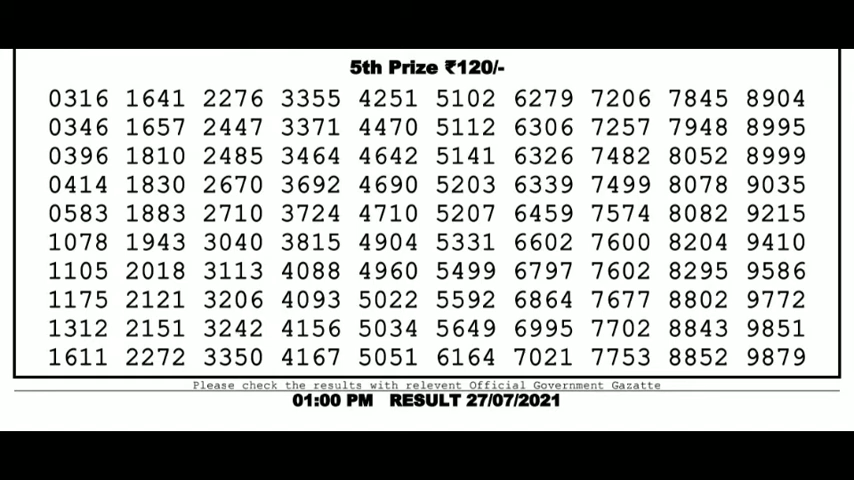 5th Prize ₹120/-
0316 1641 2276 3355 4251 5102 6279 7206 7845 8904
0346 1657 2447 3371 4470 5112 6306 7257 7948 8995
0396 1810 2485 3464 4642 5141 6326 7482 8052 8999
0414 1830 2670 3692 4690 5203 6339 7499 8078 9035
0583 1883 2710 3724 4710 5207 6459 7574 8082 9215
1078 1943 3040 3815 4904 5331 6602 7600 8204 9410
1105 2018 3113 4088 4960 5499 6797 7602 8295 9586
1175 2121 3206 4093 5022 5592 6864 7677 8802 9772
1312 2151 3242 4156 5034 5649 6995 7702 8843 9851
1611 2272 3350 4167 5051 6164 7021 7753 8852 9879
Please check the results with relevent Official Government Gazatte
01:00 PM RESULT 27/07/2021